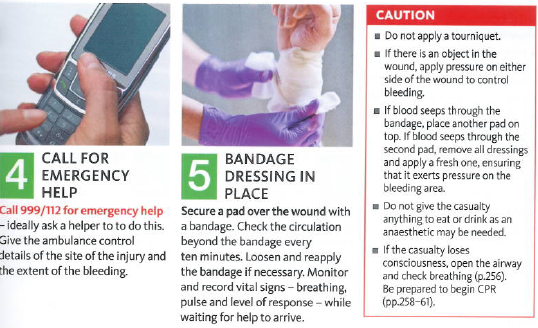 4
CALL FOR
EMERGENCY
HELP
Call 999/112 for emergency help
– ideally ask a helper to to do this.
Give the ambulance control
details of the site of the injury and
the extent of the bleeding.
5
BANDAGE
DRESSING IN
PLACE
Secure a pad over the wound with
a bandage. Check the circulation
beyond the bandage every
ten minutes. Loosen and reapply
the bandage if necessary. Monitor
and record vital signs – breathing,
pulse and level of response – while
waiting for help to arrive.
CAUTION
■ Do not apply a tourniquet.
■ If there is an object in the
wound, apply pressure on either
side of the wound to control
bleeding.
■ If blood seeps through the
bandage, place another pad on
top. If blood seeps through the
second pad, remove all dressings
and apply a fresh one, ensuring
that it exerts pressure on the
bleeding area.
■ Do not give the casualty
anything to eat or drink as an
anaesthetic may be needed.
■ If the casualty loses
consciousness, open the airway
and check breathing (p.256).
Be prepared to begin CPR
(pp.258–61).